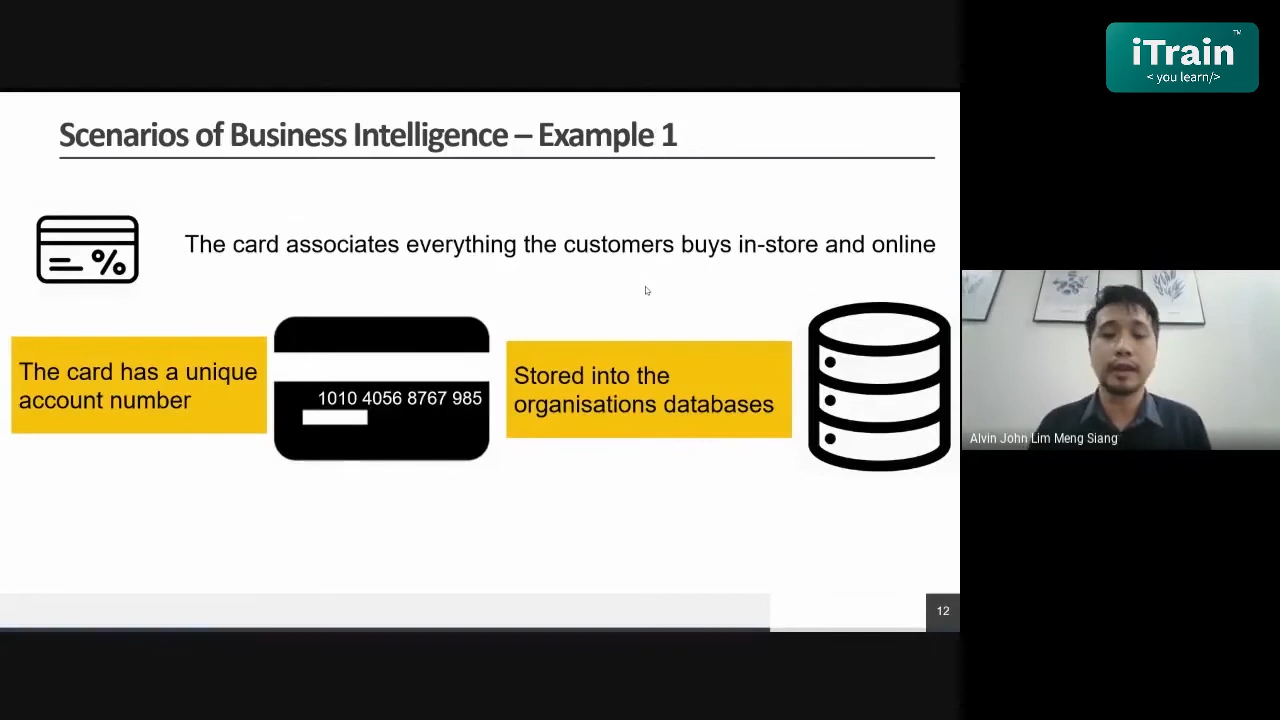 iTrain™
< you learn/>
Scenarios of Business Intelligence – Example 1
%
The card associates everything the customers buys in-store and online
The card has a unique
account number
1010 4056 8767 985
Stored into the
organisations databases
Alvin John Lim Meng Siang
12